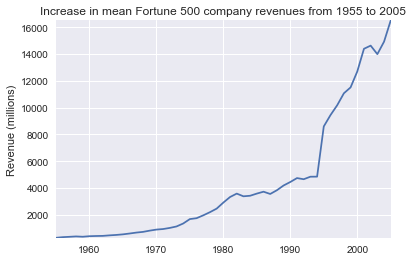 Increase in mean Fortune 500 company revenues from 1955 to 2005
Revenue (millions)
16000
14000
12000
10000
8000
6000
4000
2000
1960 1970 1980 1990 2000